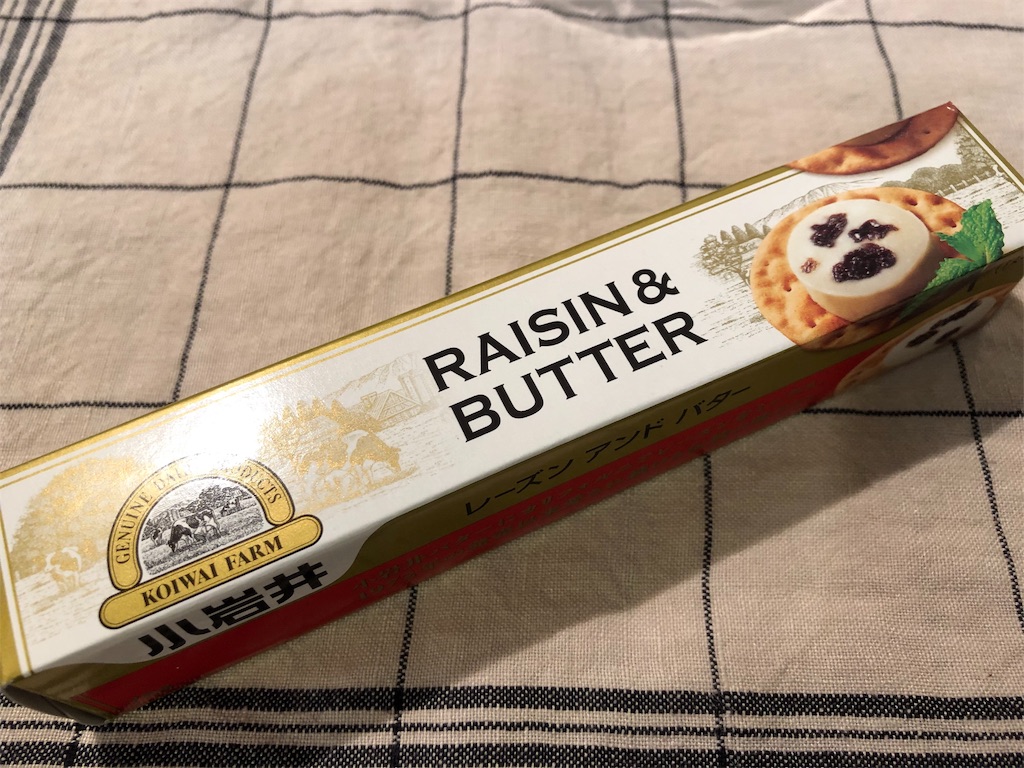 RAISIN &
BUTTER
レーズン アンド バター
GENUINE DAIRY PRODUCTS
KOIWAI FARM
小岩井